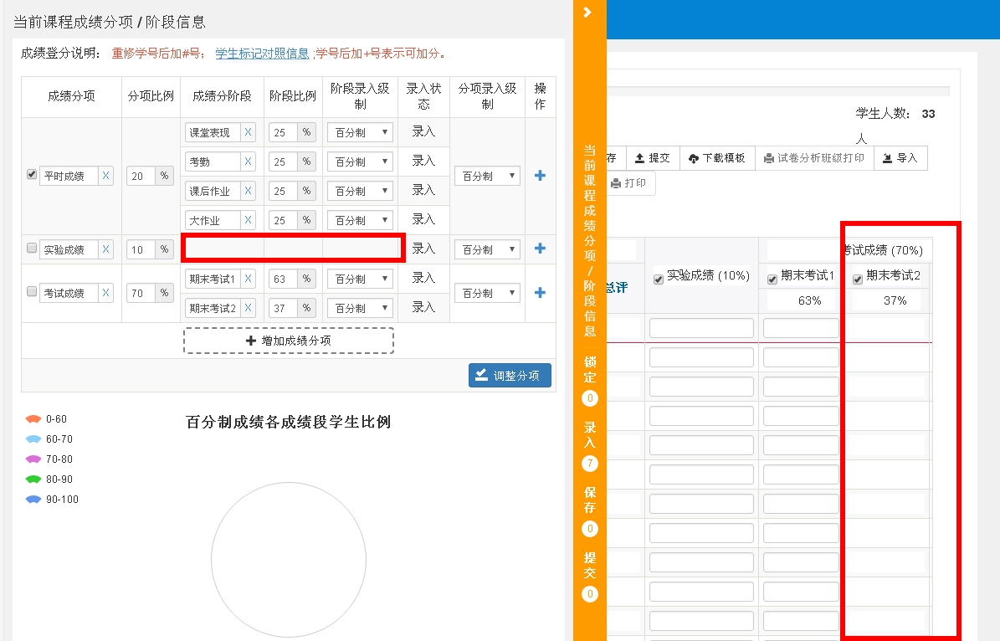 当前课程成绩分项 / 阶段信息
成绩登分说明： 重修学号后加#号； 学生标记对照信息 ;学号后加+号表示可加分。
成绩分项 分项比例 成绩分阶段 阶段比例 阶段录入级制 录入状态 分项录入级制 操作
平时成绩 X 20 % 百分制
课堂表现 X 25 % 百分制 录入
考勤 X 25 % 百分制 录入
课后作业 X 25 % 百分制 录入
大作业 X 25 % 百分制 录入
实验成绩 X 10 % 录入 百分制
考试成绩 X 70 % 百分制
期末考试1 X 63 % 百分制 录入
期末考试2 X 37 % 百分制 录入
增加成绩分项
调整分项
0-60
60-70
70-80
80-90
90-100
百分制成绩各成绩段学生比例
当前课程成绩分项/阶段信息
锁定
0
录入
7
保存
0
提交
0
学生人数： 33
人
存 提交 下载模板 试卷分析班级打印 导入
打印
考试成绩 (70%)
总评 实验成绩 (10%) 期末考试1 期末考试2
63% 37%